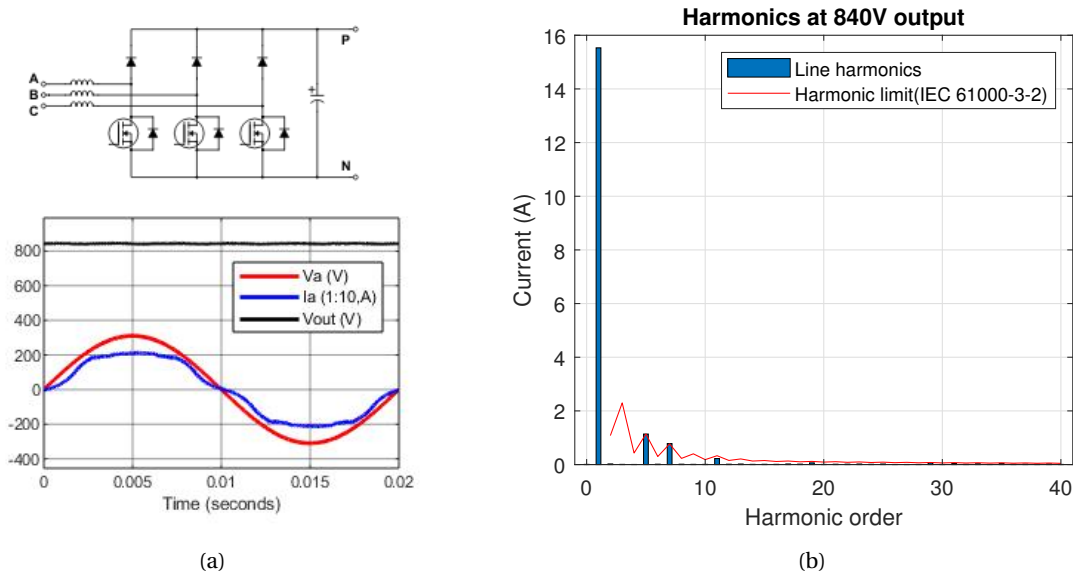 A
B
C
P
+
N
800
600
400
200
0
-200
-400
0
0.005
0.01
0.015
0.02
Time (seconds)
Va (V)
Ia (1:10,A)
Vout (V)
(a)
Harmonics at 840V output
16
14
12
10
8
6
4
2
0
0
10
20
30
40
Current (A)
Harmonic order
Line harmonics
Harmonic limit(IEC 61000-3-2)
(b)